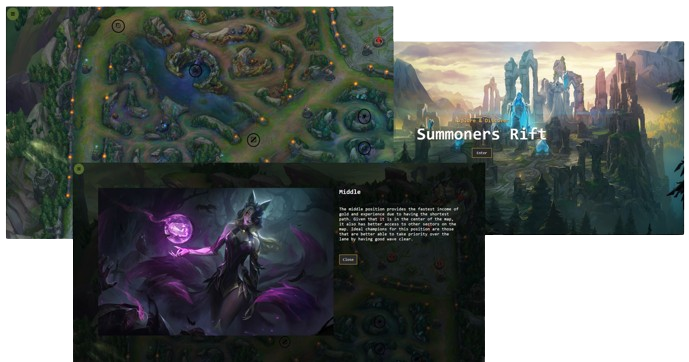 Summoners Rift
Enter
Middle
The middle position provides the fastest income of
gold and experience due to having the shortest
path. Given that it is in the center of the map,
it also has better access to other sectors on the
map. Ideal champions for this position are those
that are better able to take priority over the
lane by having good wave clear.
Close